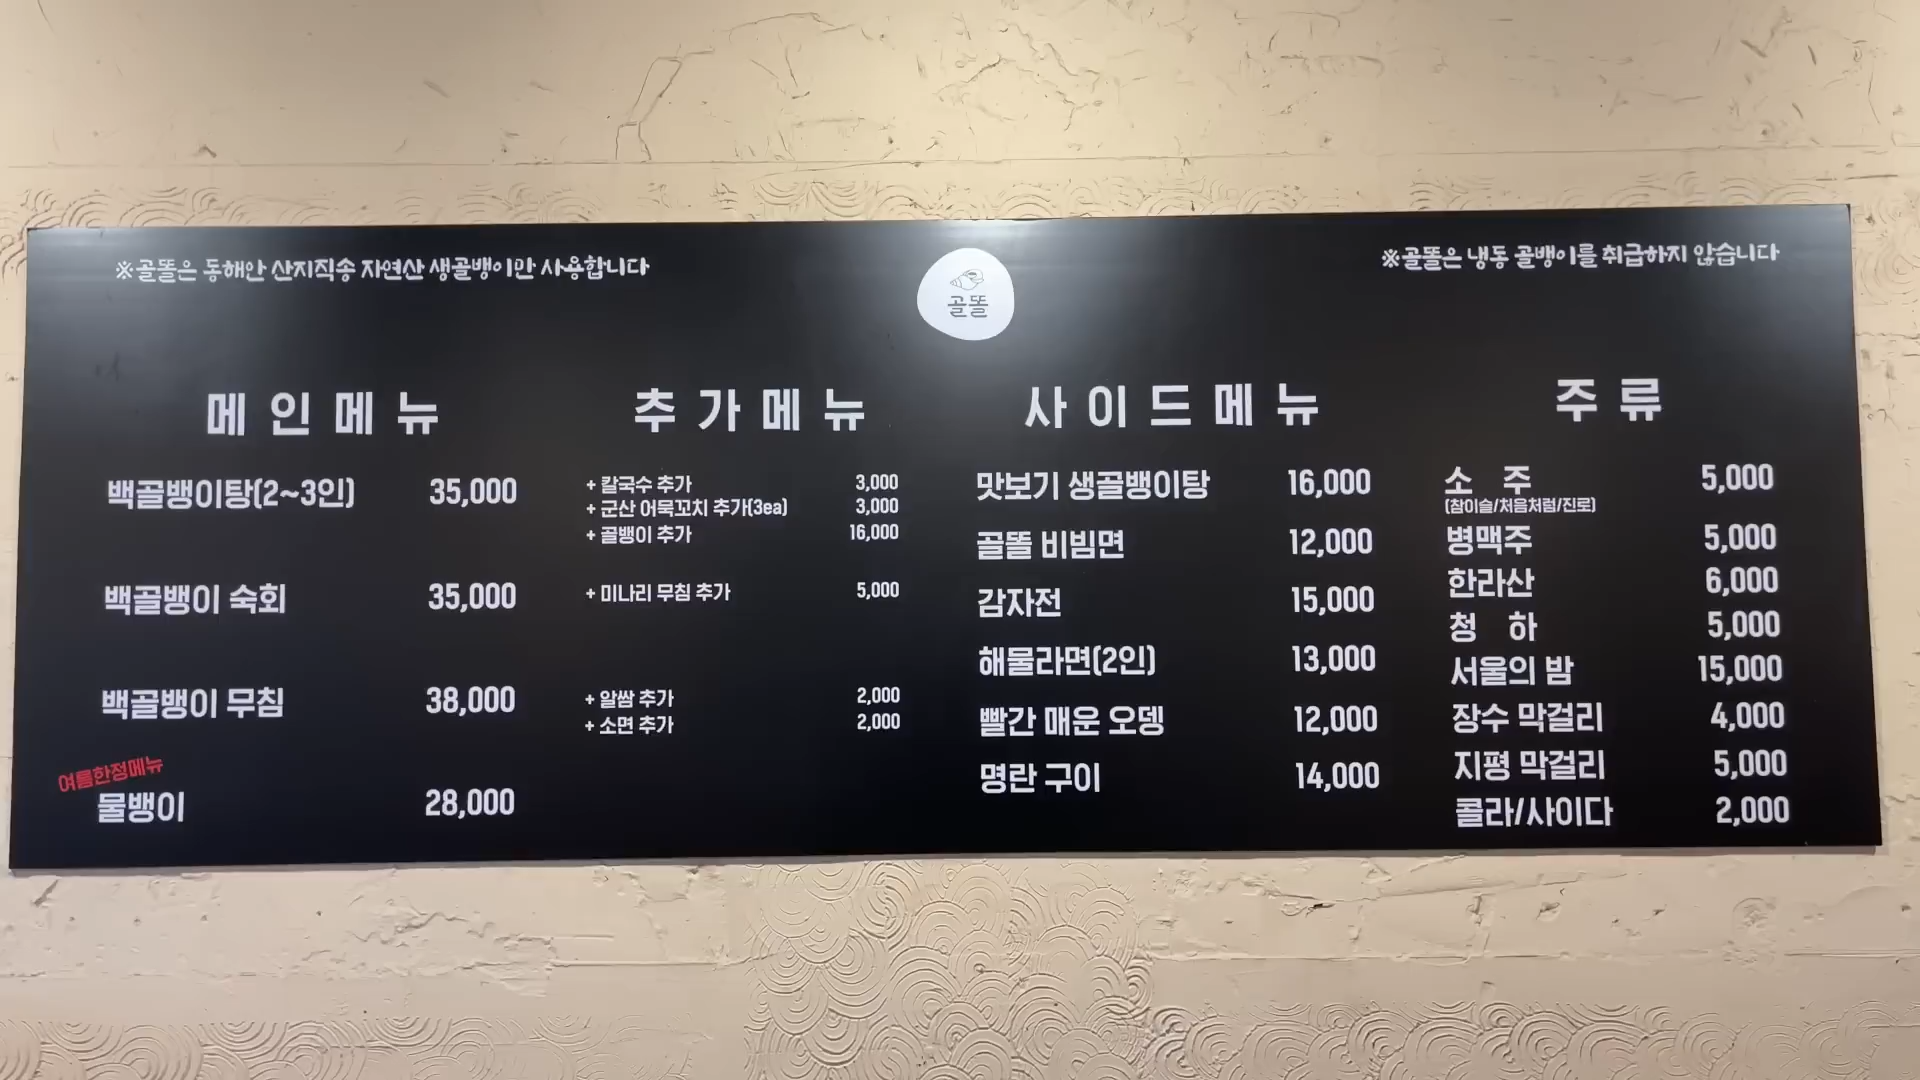 ※골똘은 동해안 산지직송 자연산 생골뱅이만 사용합니다
골똘
※골똘은 냉동 골뱅이를 취급하지 않습니다
메인메뉴
백골뱅이탕(2~3인) 35,000
백골뱅이 숙회 35,000
백골뱅이 무침 38,000
여름한정메뉴
물뱅이 28,000
추가메뉴
+ 칼국수 추가 3,000
+ 군산 어묵꼬치 추가(3ea) 3,000
+ 골뱅이 추가 16,000
+ 미나리 무침 추가 5,000
+ 알쌈 추가 2,000
+ 소면 추가 2,000
사이드메뉴
맛보기 생골뱅이탕 16,000
골똘 비빔면 12,000
감자전 15,000
해물라면(2인) 13,000
빨간 매운 오뎅 12,000
명란 구이 14,000
주류
소 주 5,000
(참이슬/처음처럼/진로)
병맥주 5,000
한라산 6,000
청 하 5,000
서울의 밤 15,000
장수 막걸리 4,000
지평 막걸리 5,000
콜라/사이다 2,000